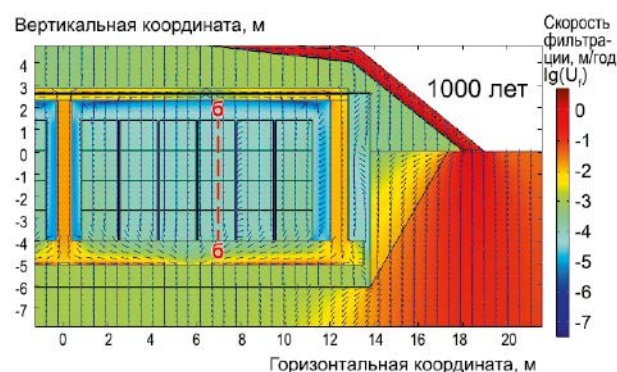 Вертикальная координата, м
Скорость
фильтра-
ции, м/год
lg(Uf)
1000 лет
4
3
2
1
0
-1
-2
-3
-4
-5
-6
-7
б
б
0
-1
-2
-3
-4
-5
-6
-7
0 2 4 6 8 10 12 14 16 18 20
Горизонтальная координата, м